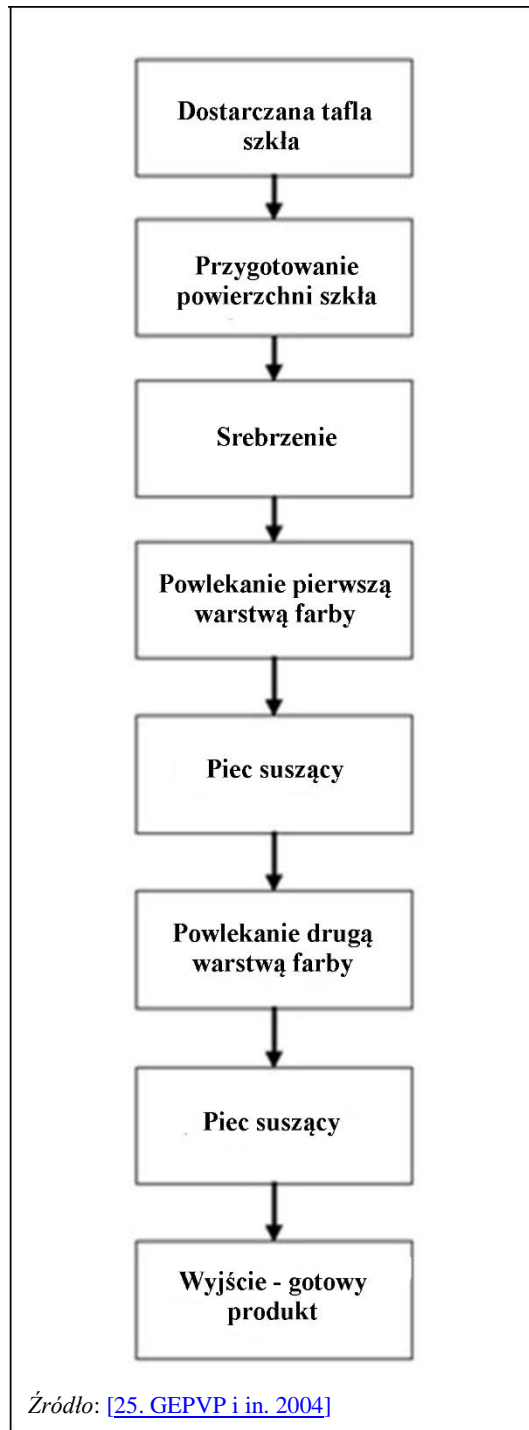 Dostarczana tafla
szkła
Przygotowanie
powierzchni szkła
Srebrzenie
Powlekanie pierwszą
warstwą farby
Piec suszący
Powlekanie drugą
warstwą farby
Piec suszący
Wyjście - gotowy
produkt
Źródło: [25. GEPVP i in. 2004]